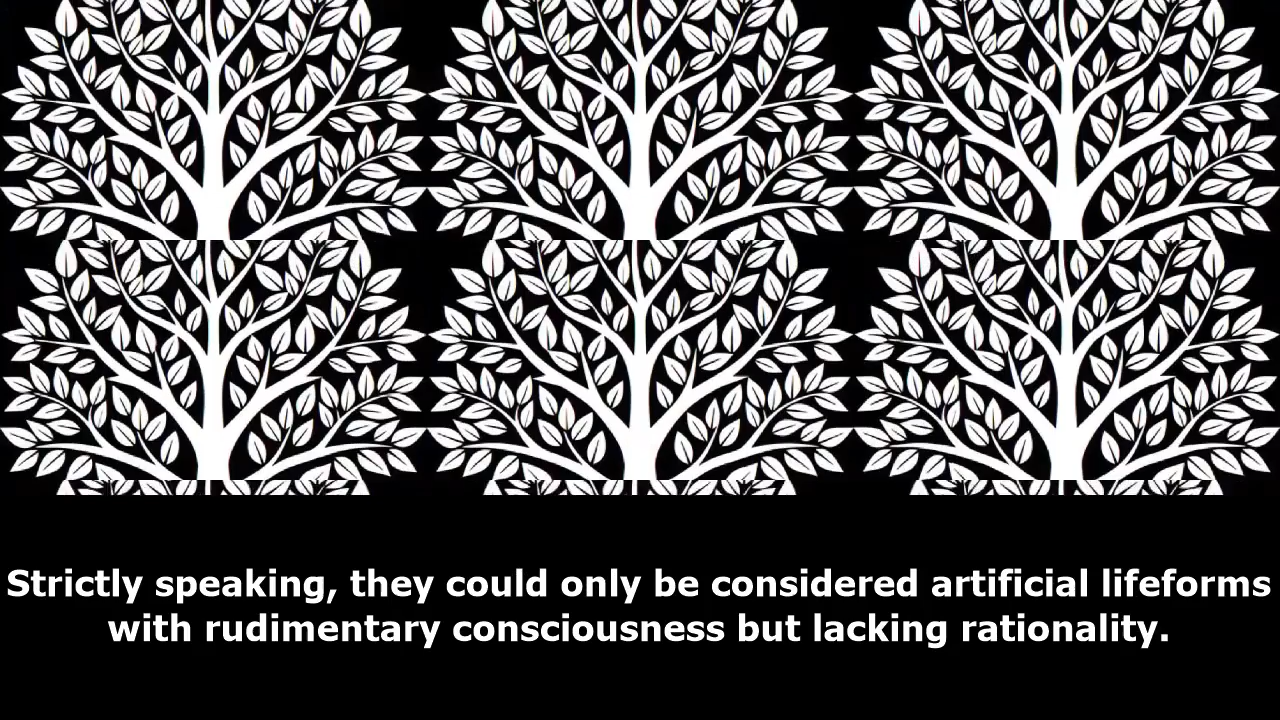 Strictly speaking, they could only be considered artificial lifeforms
with rudimentary consciousness but lacking rationality.